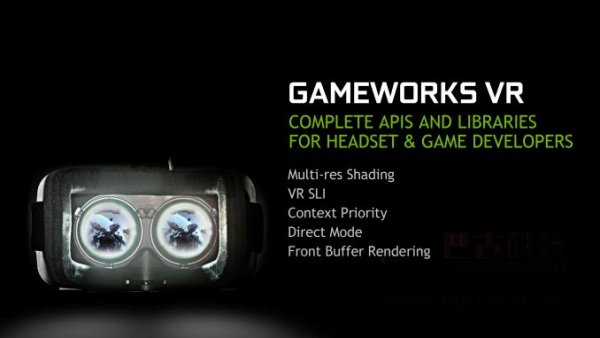 GAMEWORKS VR
COMPLETE APIS AND LIBRARIES
FOR HEADSET & GAME DEVELOPERS
Multi-res Shading
VR SLI
Context Priority
Direct Mode
Front Buffer Rendering